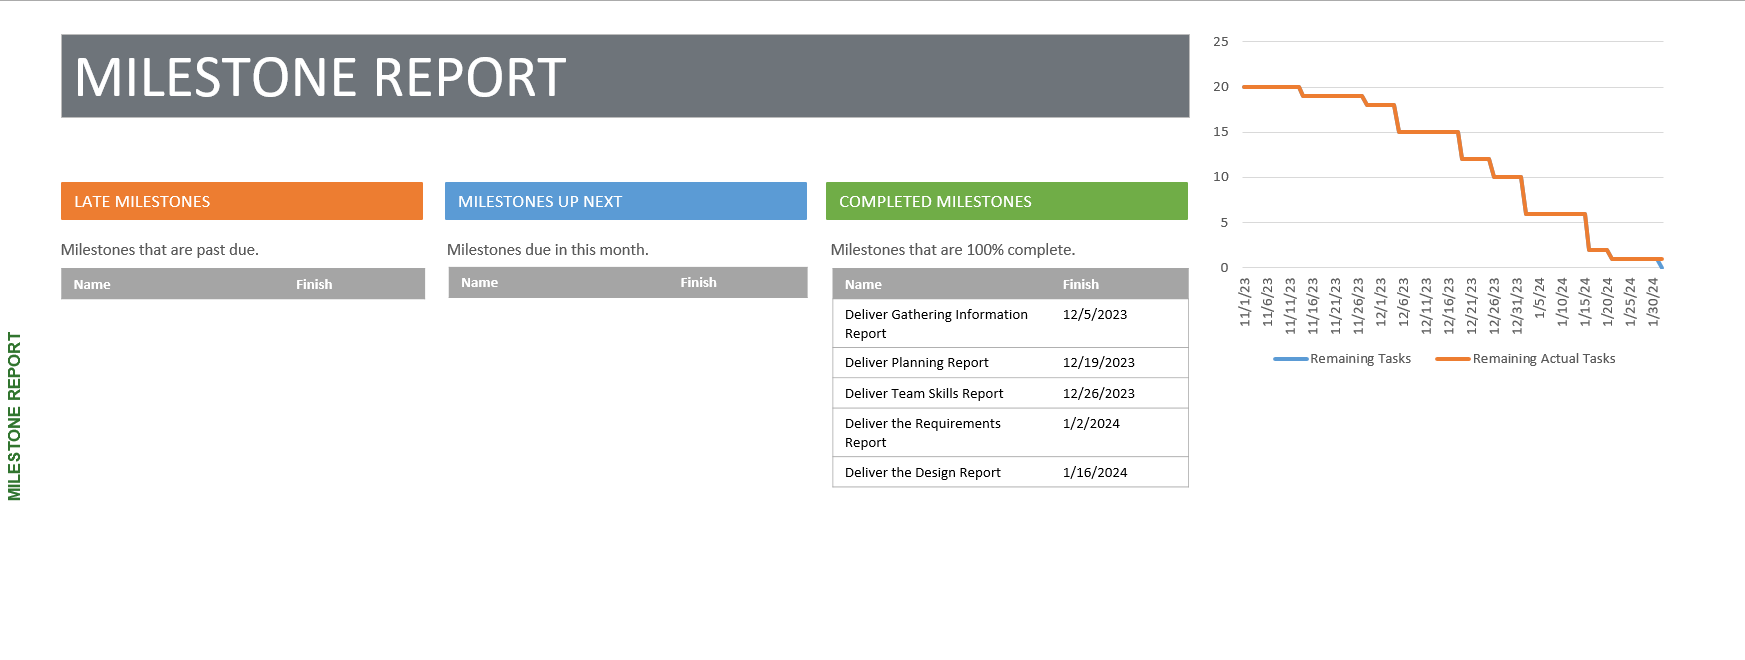 MILESTONE REPORT
LATE MILESTONES
Milestones that are past due.
Name Finish
MILESTONES UP NEXT
Milestones due in this month.
Name Finish
COMPLETED MILESTONES
Milestones that are 100% complete.
Name Finish
Deliver Gathering Information 12/5/2023
Report
Deliver Planning Report 12/19/2023
Deliver Team Skills Report 12/26/2023
Deliver the Requirements 1/2/2024
Report
Deliver the Design Report 1/16/2024
25
20
15
10
5
0
11/1/23
11/6/23
11/11/23
11/16/23
11/21/23
11/26/23
12/1/23
12/6/23
12/11/23
12/16/23
12/21/23
12/26/23
12/31/23
1/5/24
1/10/24
1/15/24
1/20/24
1/25/24
1/30/24
Remaining Tasks Remaining Actual Tasks
MILESTONE REPORT